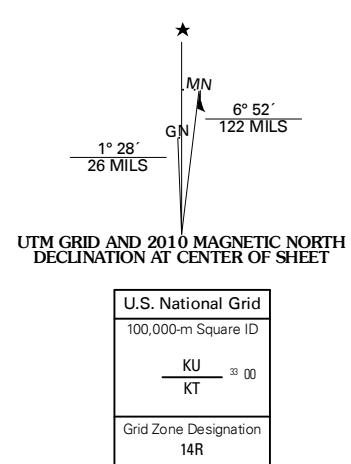 MN
6° 52´
122 MILS
GN
1° 28´
26 MILS
UTM GRID AND 2010 MAGNETIC NORTH
DECLINATION AT CENTER OF SHEET
U.S. National Grid
100,000-m Square ID
KU
33 00
KT
Grid Zone Designation
14R